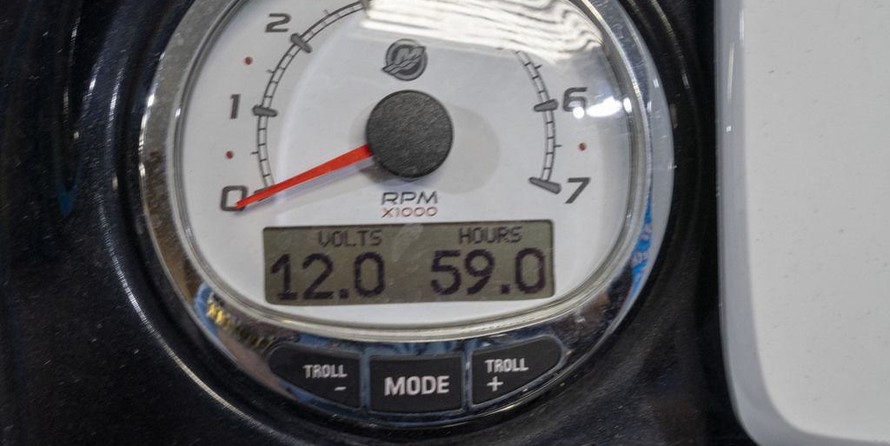 2
1
6
0
7
RPM
X1000
VOLTS HOURS
12.0 59.0
TROLL
-
MODE
TROLL
+